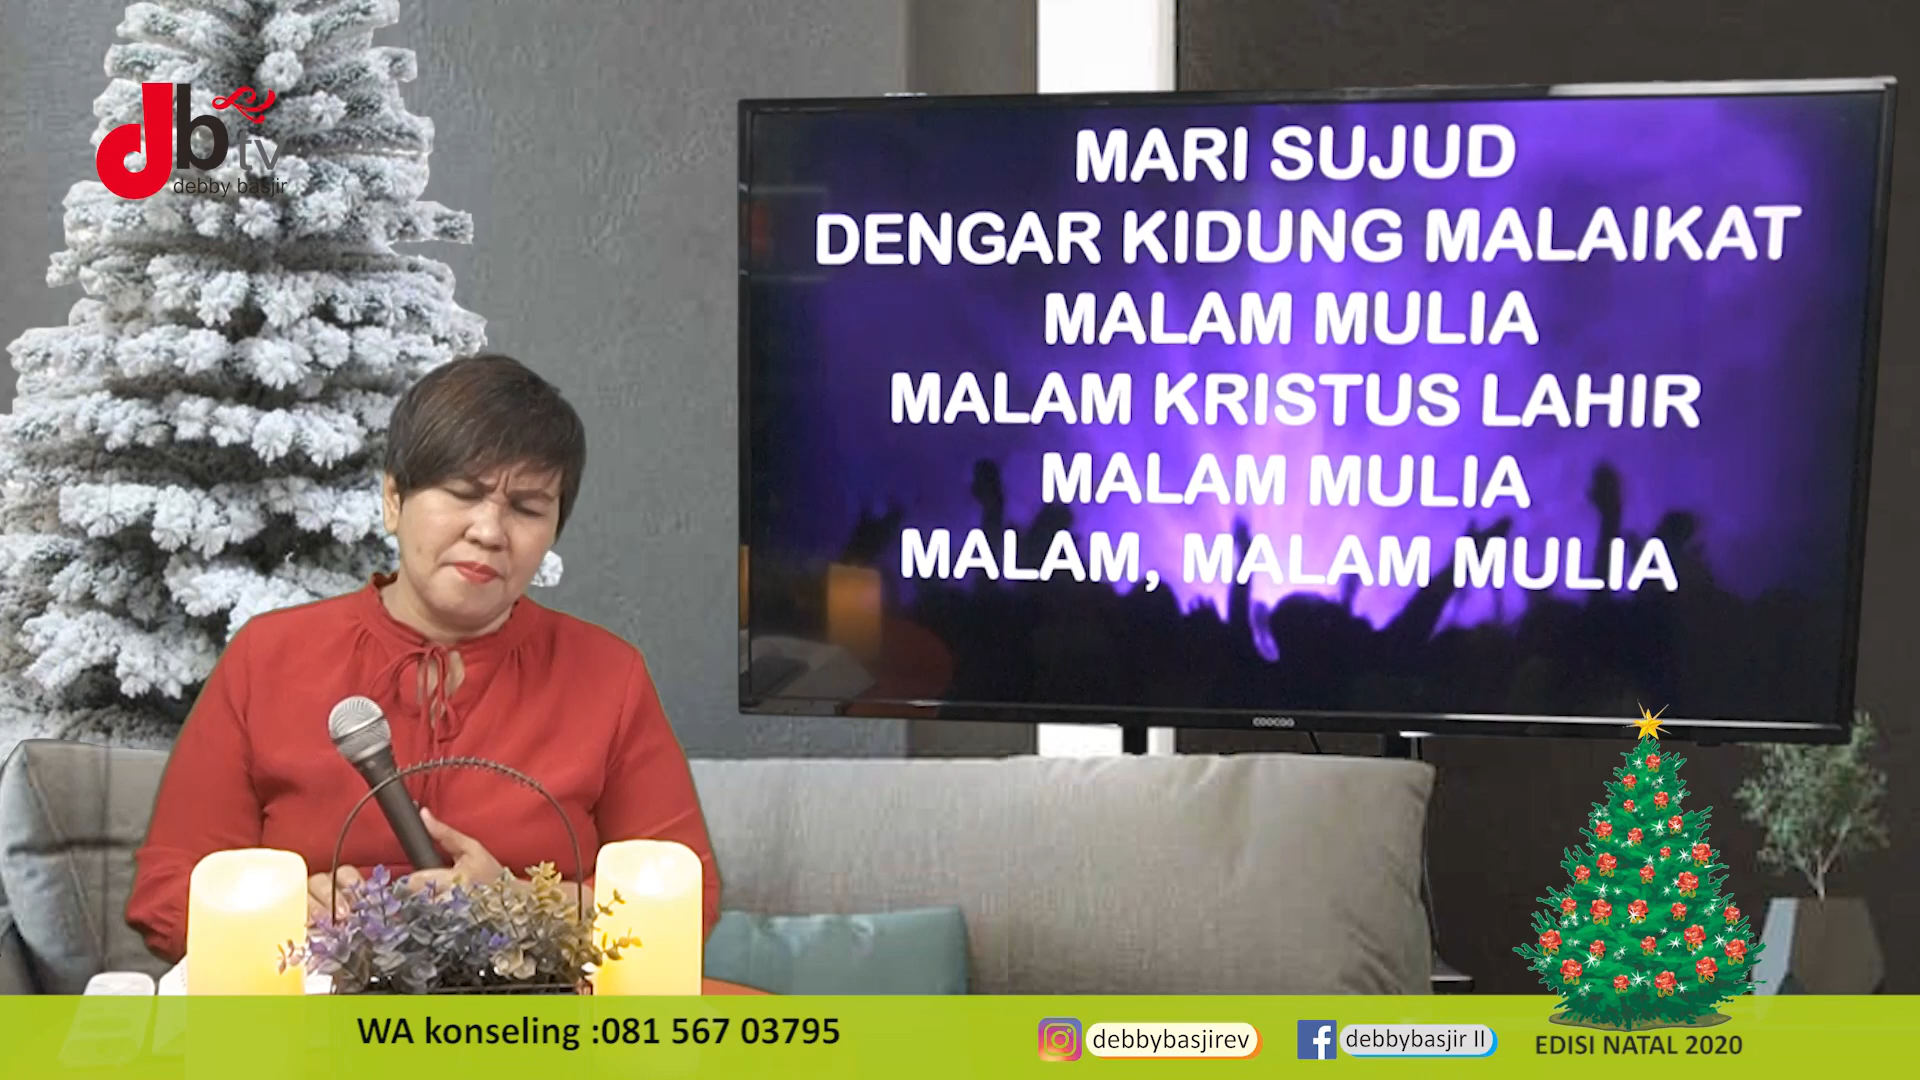 db tv
debby basjir
MARI SUJUD
DENGAR KIDUNG MALAIKAT
MALAM MULIA
MALAM KRISTUS LAHIR
MALAM MULIA
MALAM, MALAM MULIA
WA konseling :081 567 03795
debbybasjirev
debbybasjir II
EDISI NATAL 2020